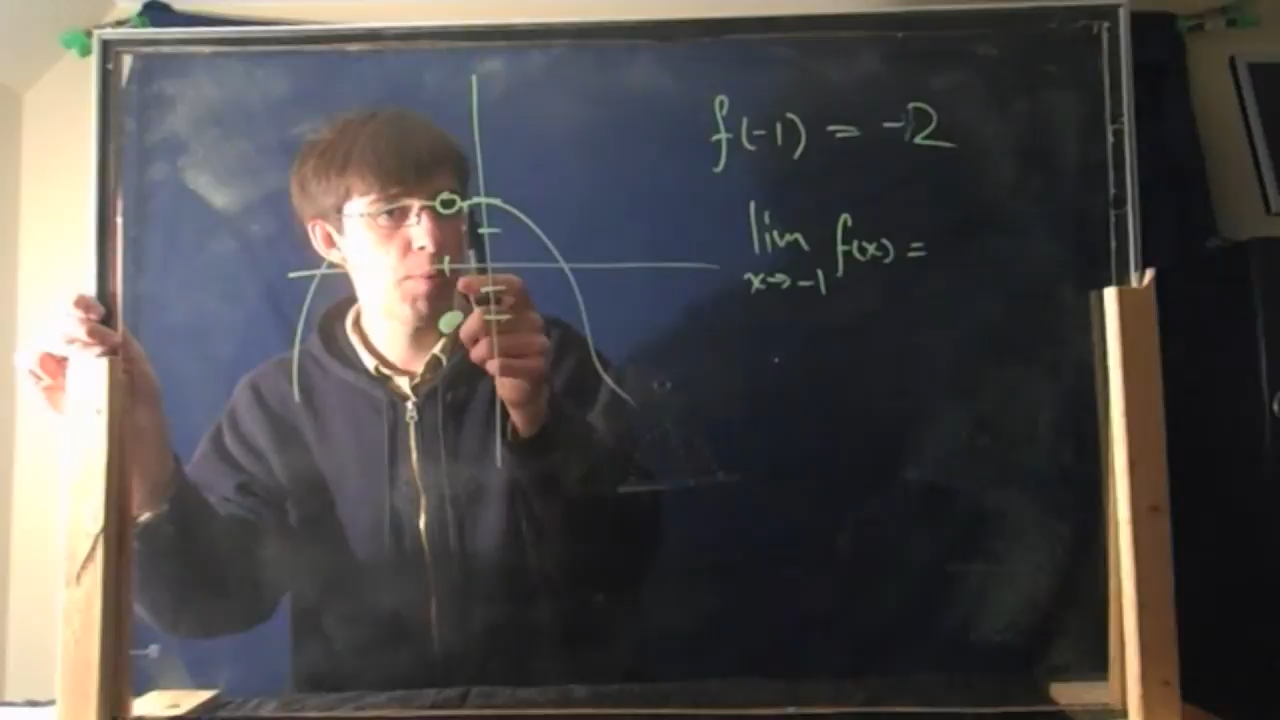 f(-1) = -2
lim x→-1 f(x) =